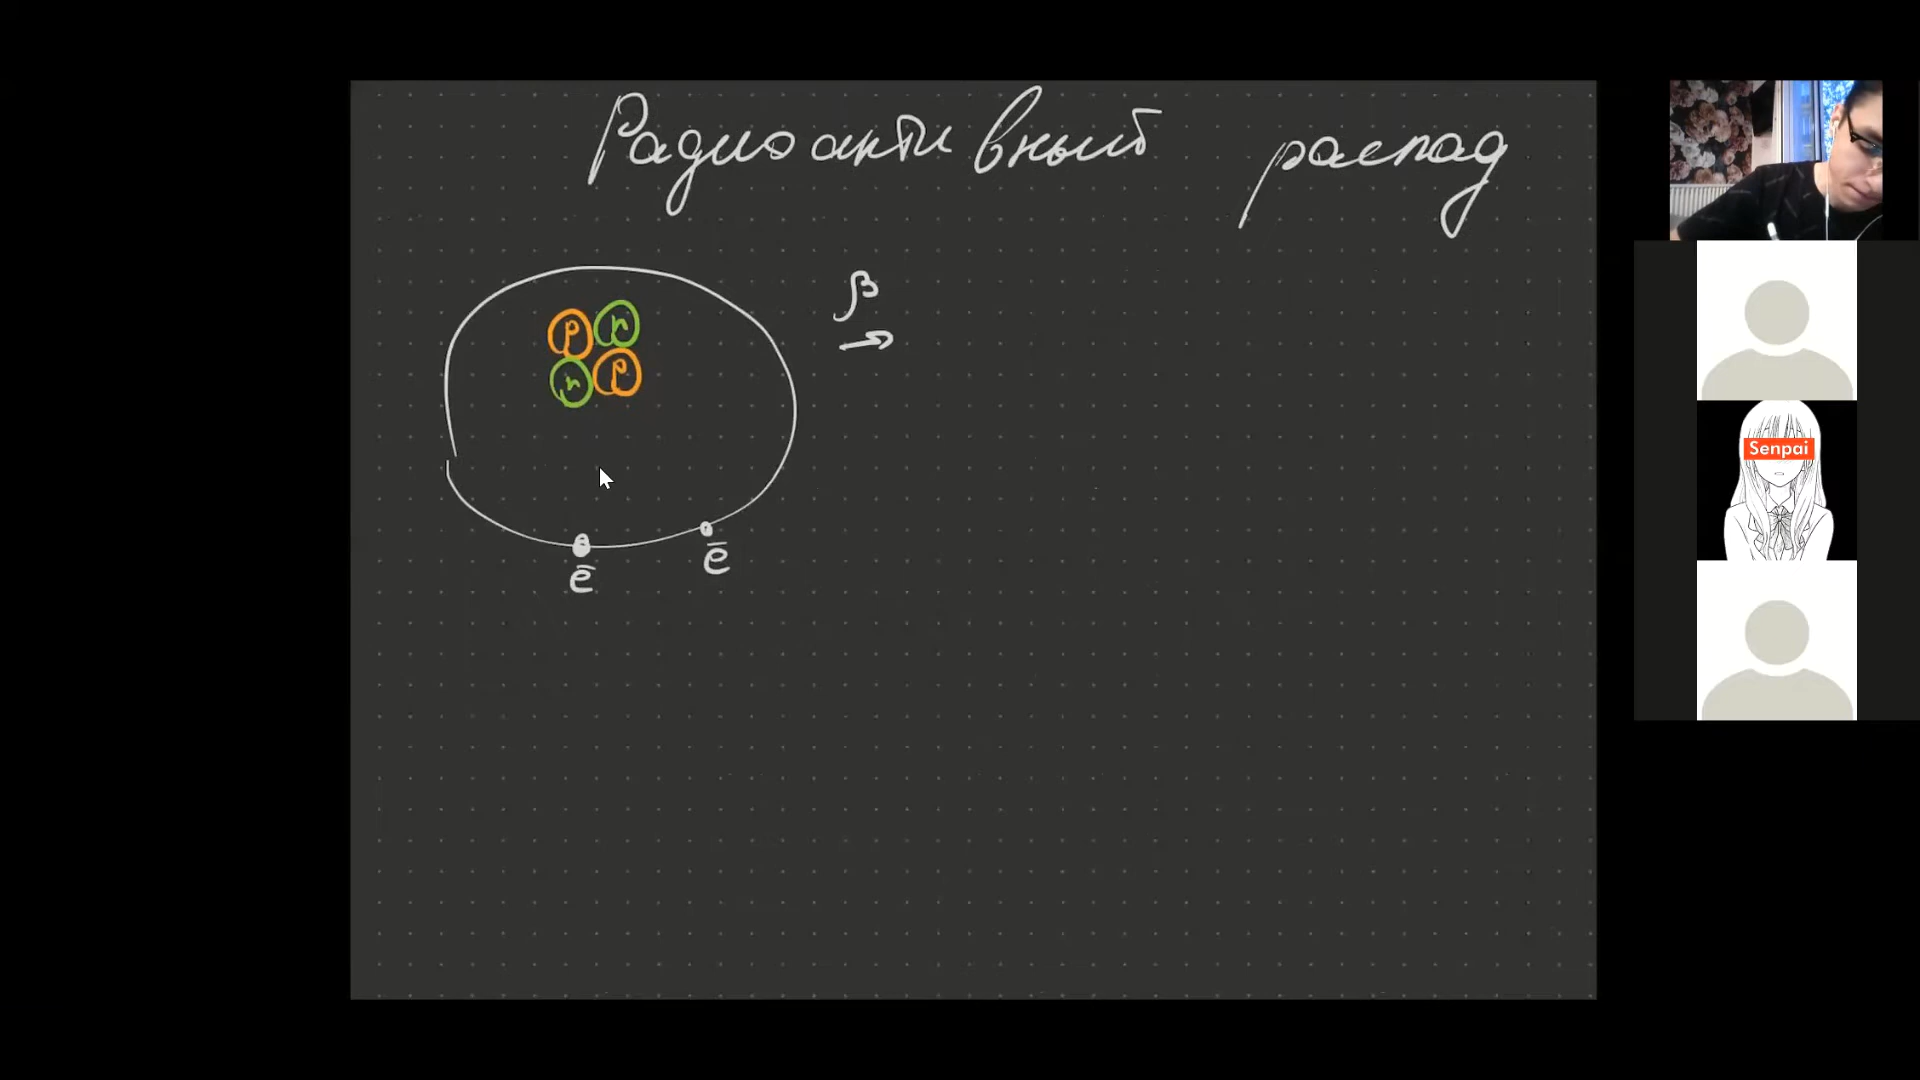 Радиоактивный распад
β
→
p n
n p
e̅ e̅
Senpai